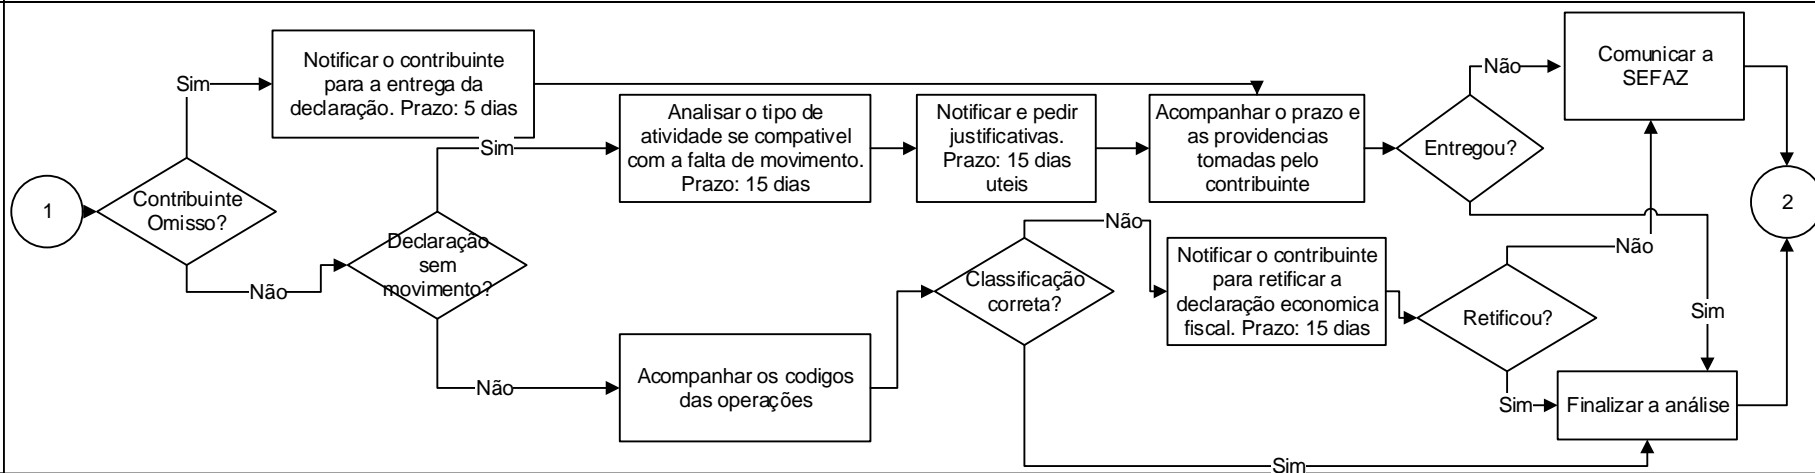 1
Contribuinte
Omisso?
Sim
Notificar o contribuinte
para a entrega da
declaração. Prazo: 5 dias
Não
Declaração
sem
movimento?
Sim
Analisar o tipo de
atividade se compativel
com a falta de movimento.
Prazo: 15 dias
Notificar e pedir
justificativas.
Prazo: 15 dias
uteis
Acompanhar o prazo e
as providencias
tomadas pelo
contribuinte
Entregou?
Não
Comunicar a
SEFAZ
2
Não
Acompanhar os codigos
das operações
Classificação
correta?
Não
Notificar o contribuinte
para retificar a
declaração economica
fiscal. Prazo: 15 dias
Retificou?
Não
Sim
Sim
Finalizar a análise
Sim